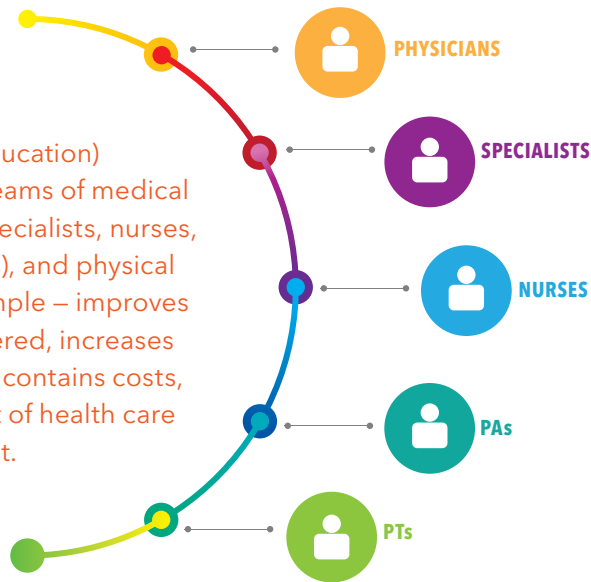 PHYSICIANS
SPECIALISTS
NURSES
PAs
PTs
ucation)
eams of medical
ecialists, nurses,
), and physical
mple – improves
ered, increases
contains costs,
t of health care
t.